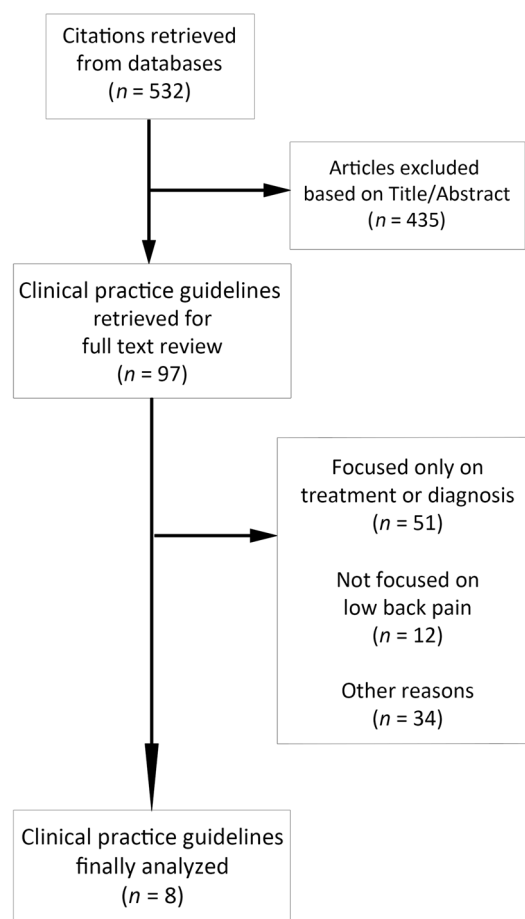 Citations retrieved
from databases
(n = 532)
Articles excluded
based on Title/Abstract
(n = 435)
Clinical practice guidelines
retrieved for
full text review
(n = 97)
Focused only on
treatment or diagnosis
(n = 51)
Not focused on
low back pain
(n = 12)
Other reasons
(n = 34)
Clinical practice guidelines
finally analyzed
(n = 8)